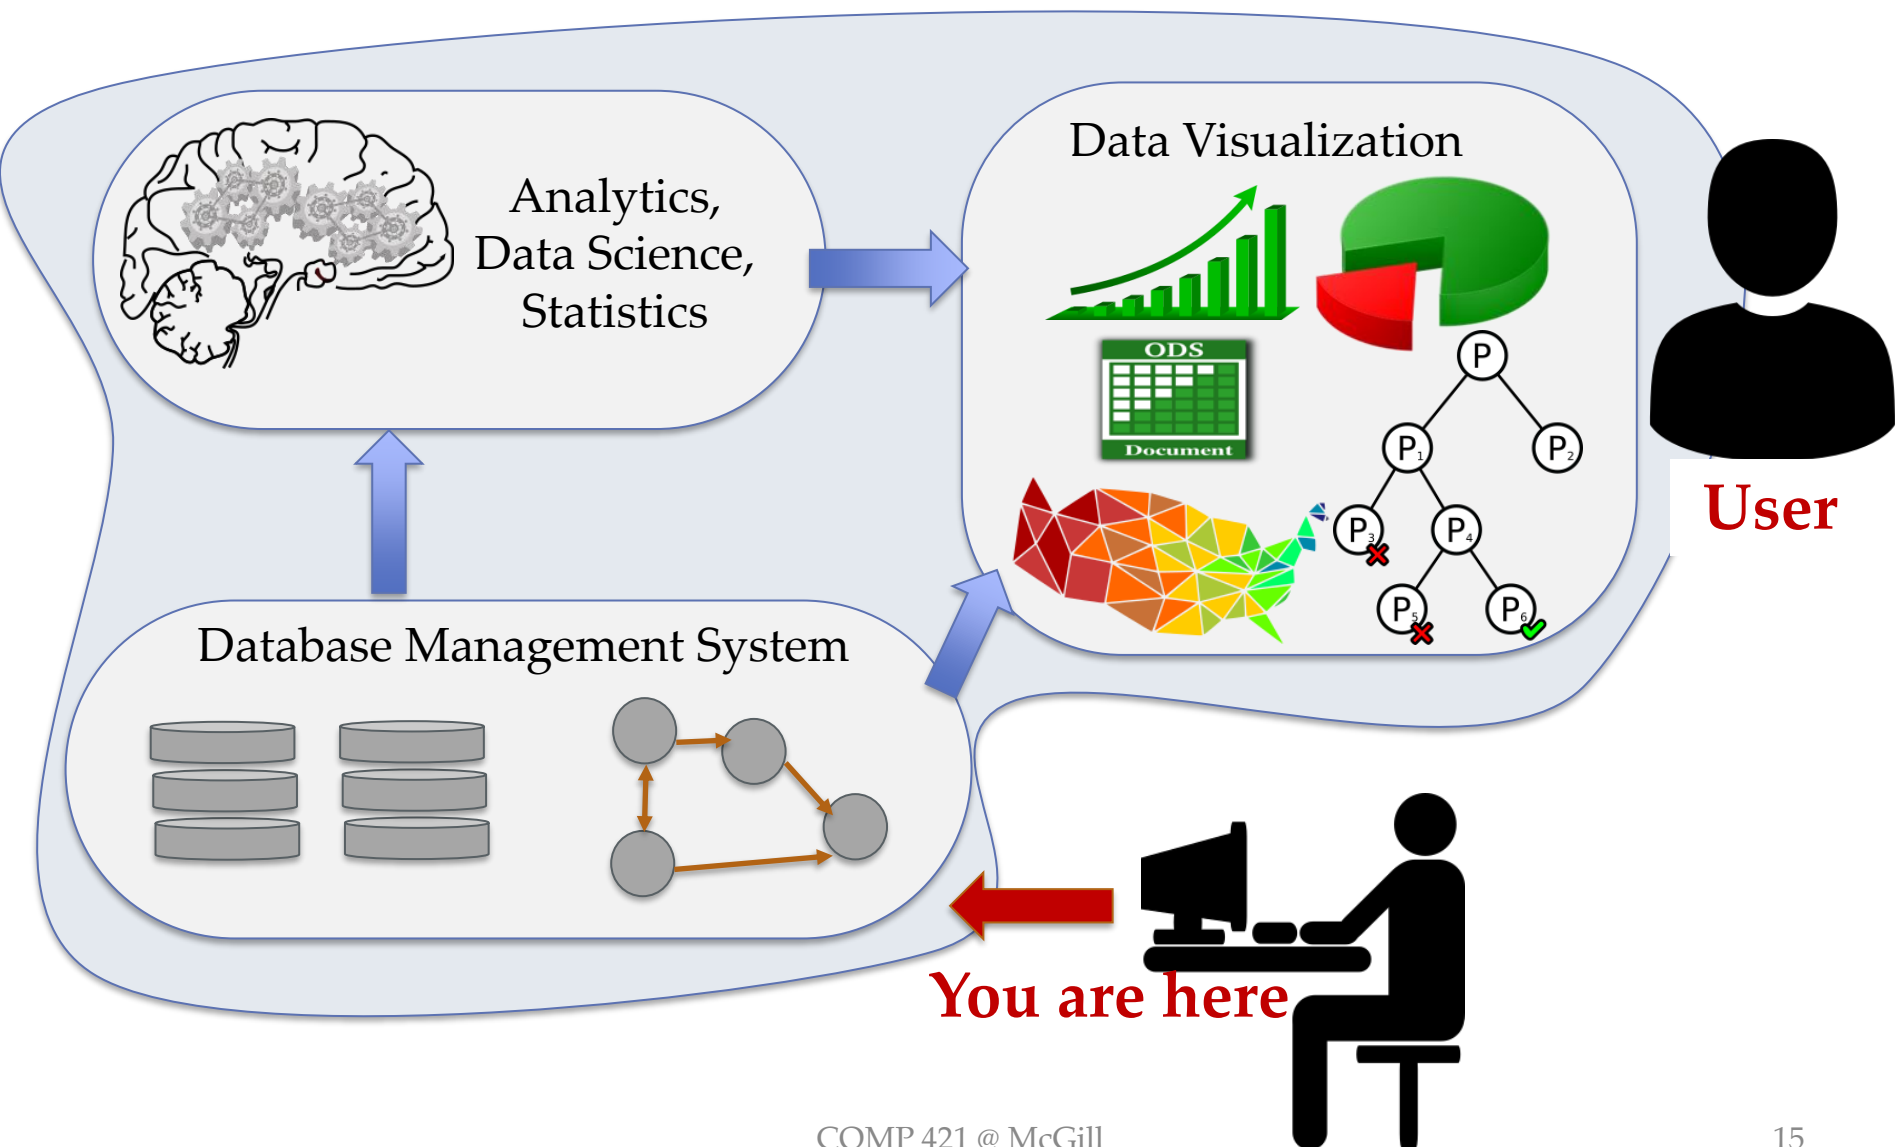 Analytics,
Data Science,
Statistics
Data Visualization
ODS
Document
P
P₁
P₂
P₃
P₄
P₅
P₆
User
Database Management System
You are here
COMP 421 @ McGill
15